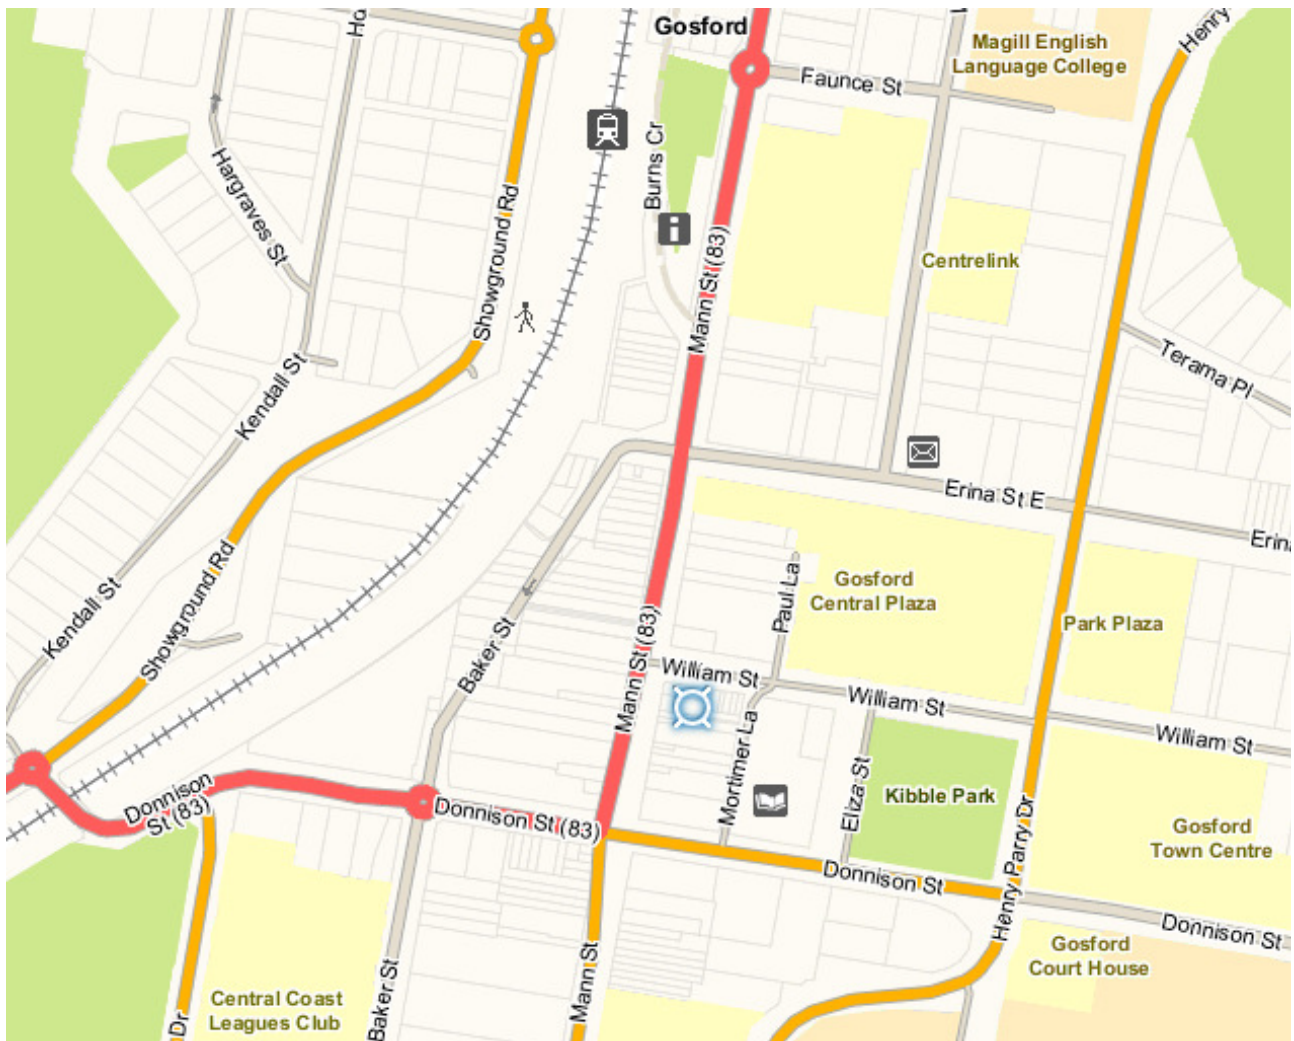 Gosford
Henry
Magill English
Language College
Faunce St
Burns Cr
Hargraves St
Showground Rd
Mann St (83)
Centrelink
Terama Pl
Kendall St
Erina St E
Erin
Gosford
Central Plaza
Paul La
Park Plaza
Kendall St
Showground Rd
Baker St
Mann St (83)
William St
William St
William St
Mortimer La
Eliza St
Kibble Park
Donnison
St (83)
Donnison St (83)
Donnison St
Henry Parry Dr
Gosford
Town Centre
Donnison St
Gosford
Court House
Mann St
Baker St
Central Coast
Leagues Club
Dr